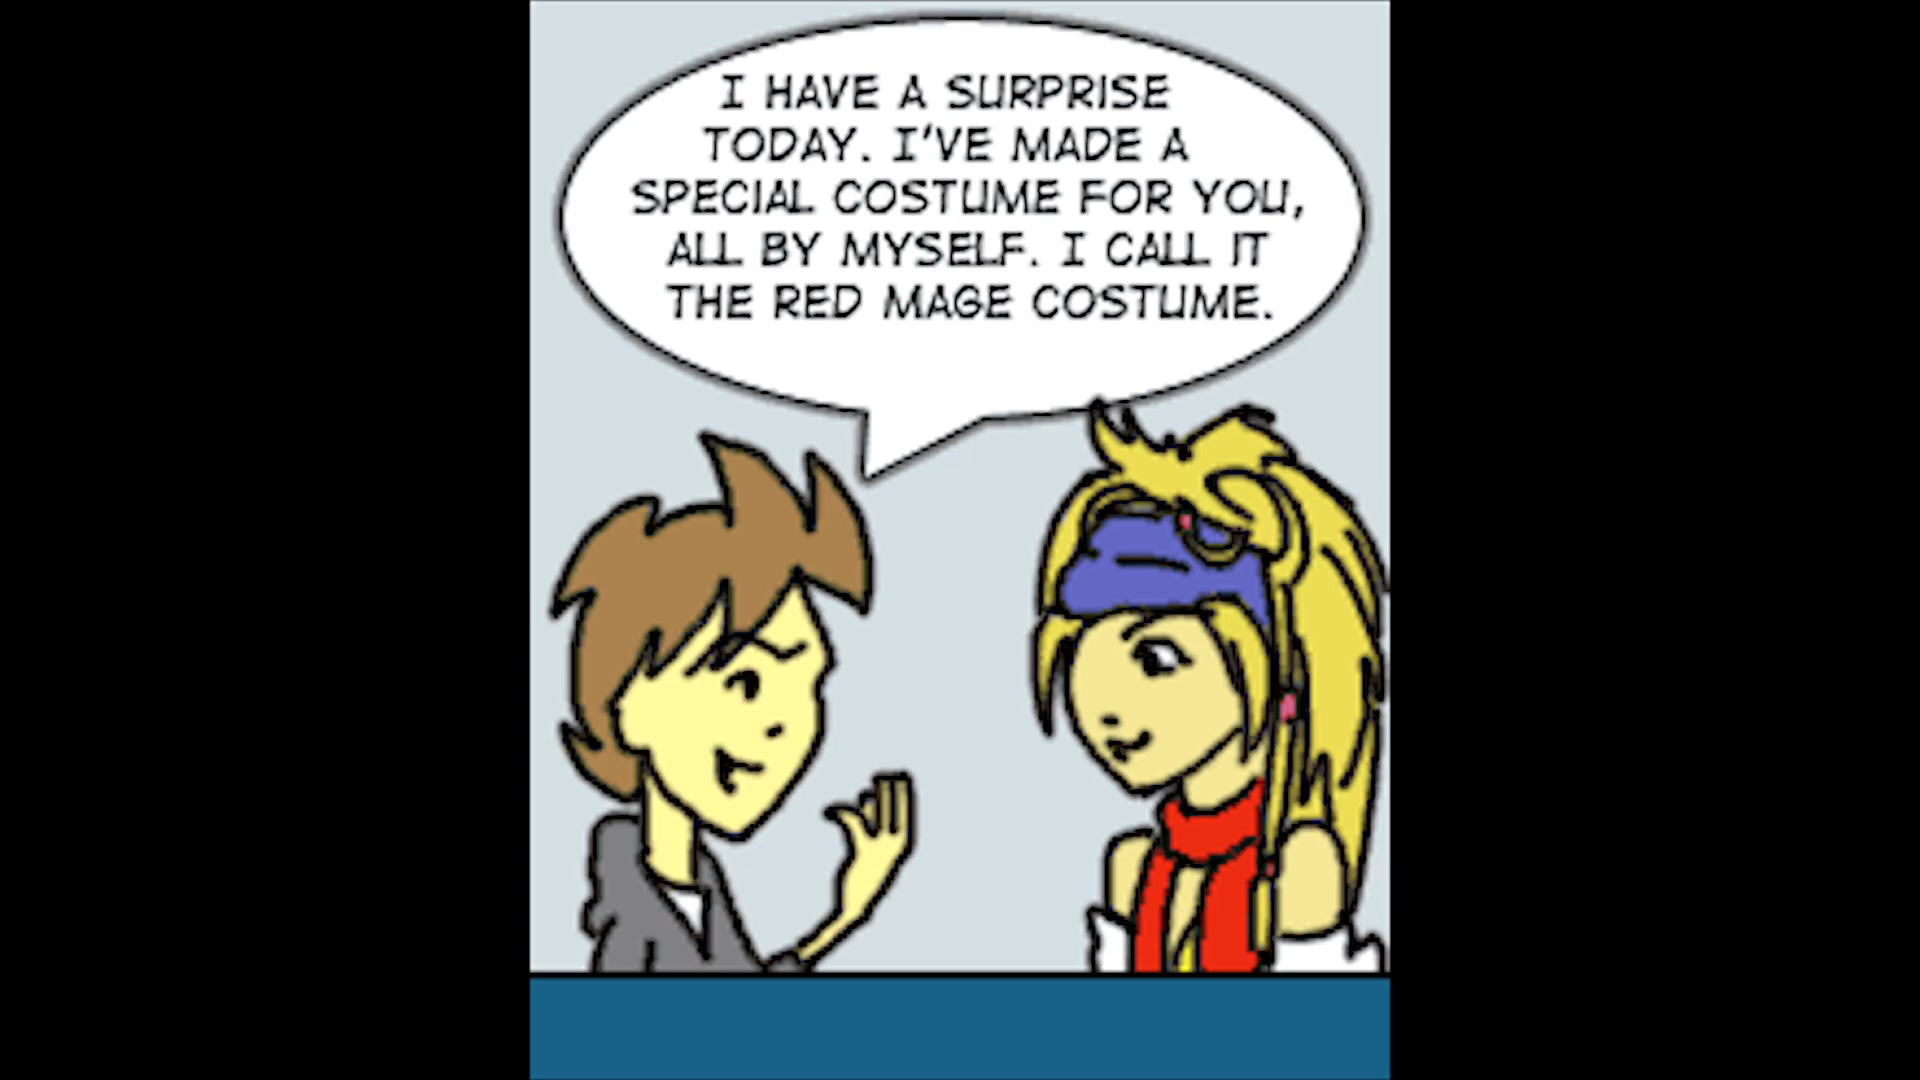 I HAVE A SURPRISE
TODAY. I'VE MADE A
SPECIAL COSTUME FOR YOU,
ALL BY MYSELF. I CALL IT
THE RED MAGE COSTUME.